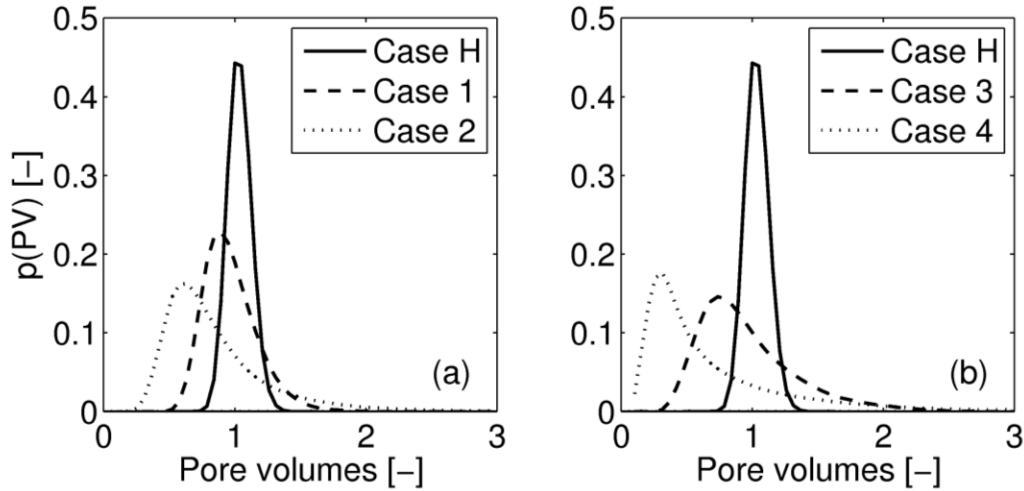 0.5
0.4
0.3
0.2
0.1
0
p(PV) [−]
Case H
Case 1
Case 2
(a)
0 1 2 3
Pore volumes [−]
0.5
0.4
0.3
0.2
0.1
0
Case H
Case 3
Case 4
(b)
0 1 2 3
Pore volumes [−]